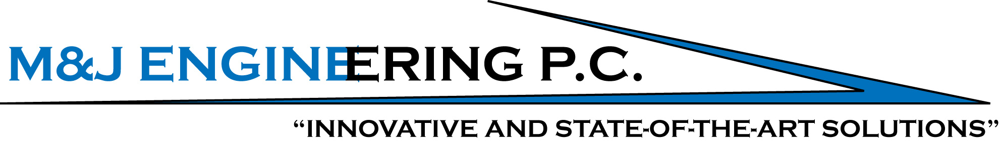 M&J ENGINEERING P.C.
“INNOVATIVE AND STATE-OF-THE-ART SOLUTIONS”